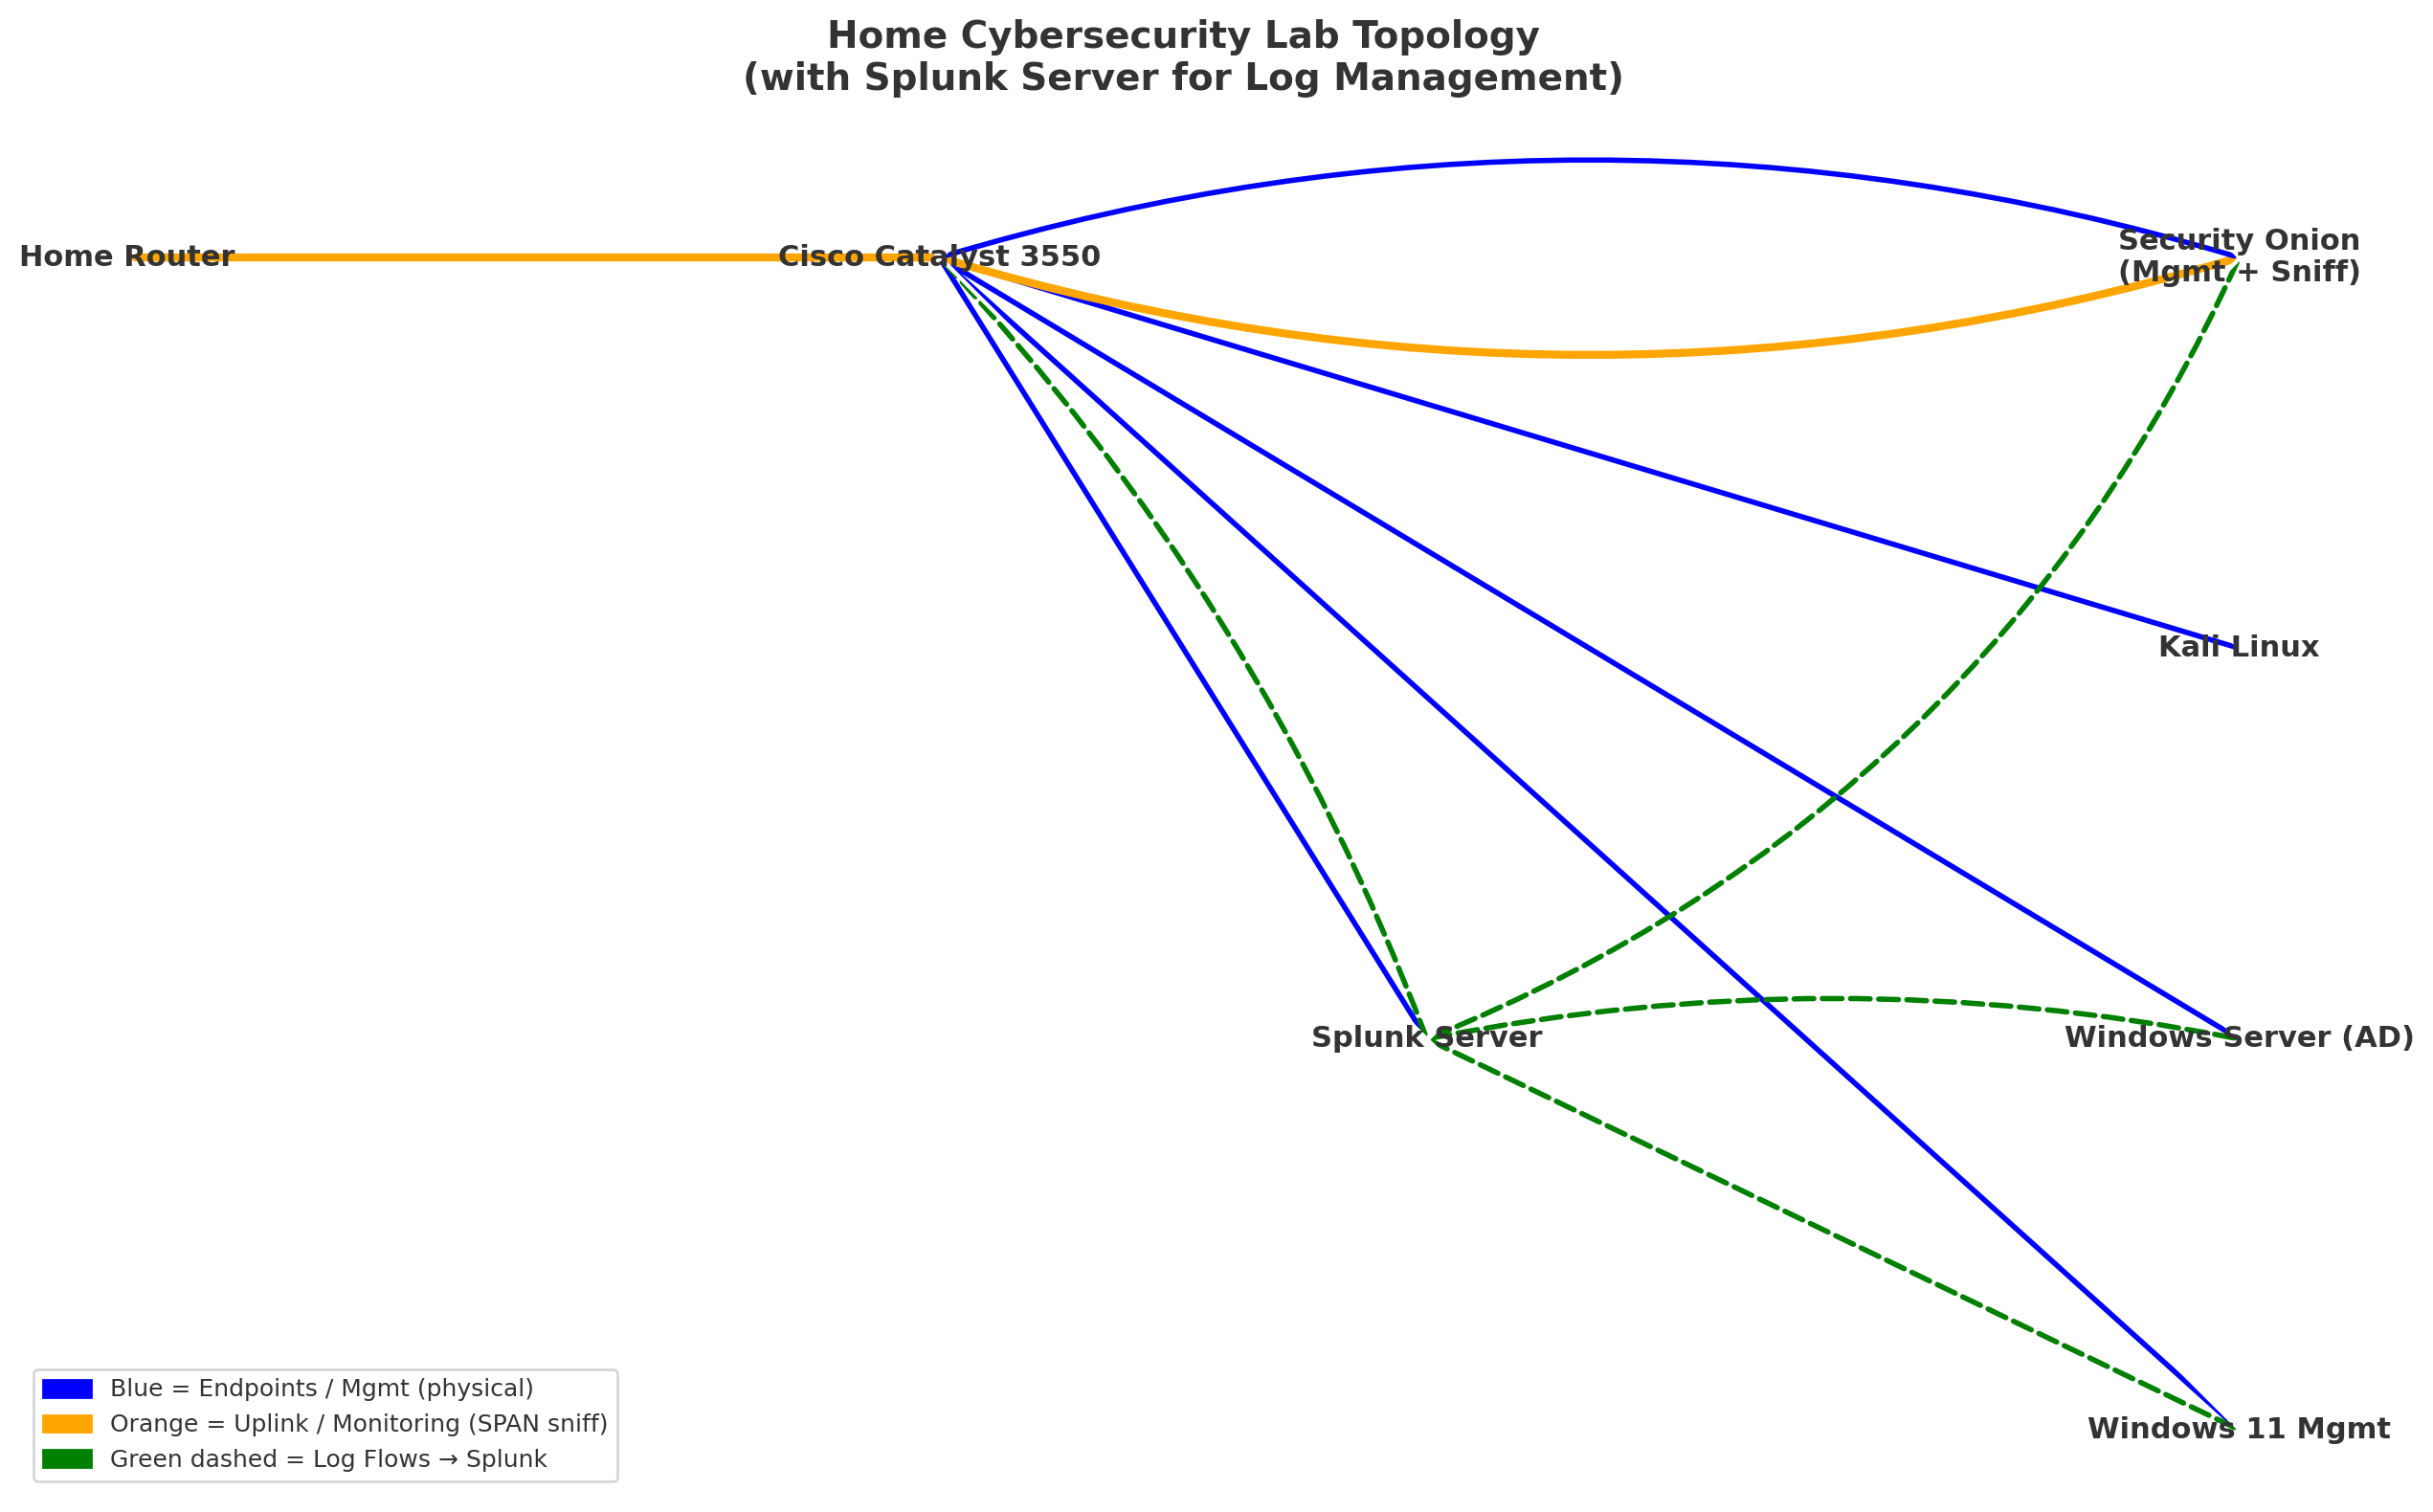 Home Cybersecurity Lab Topology
(with Splunk Server for Log Management)
Home Router
Cisco Catalyst 3550
Security Onion
(Mgmt + Sniff)
Kali Linux
Splunk Server
Windows Server (AD)
Windows 11 Mgmt
Blue = Endpoints / Mgmt (physical)
Orange = Uplink / Monitoring (SPAN sniff)
Green dashed = Log Flows → Splunk